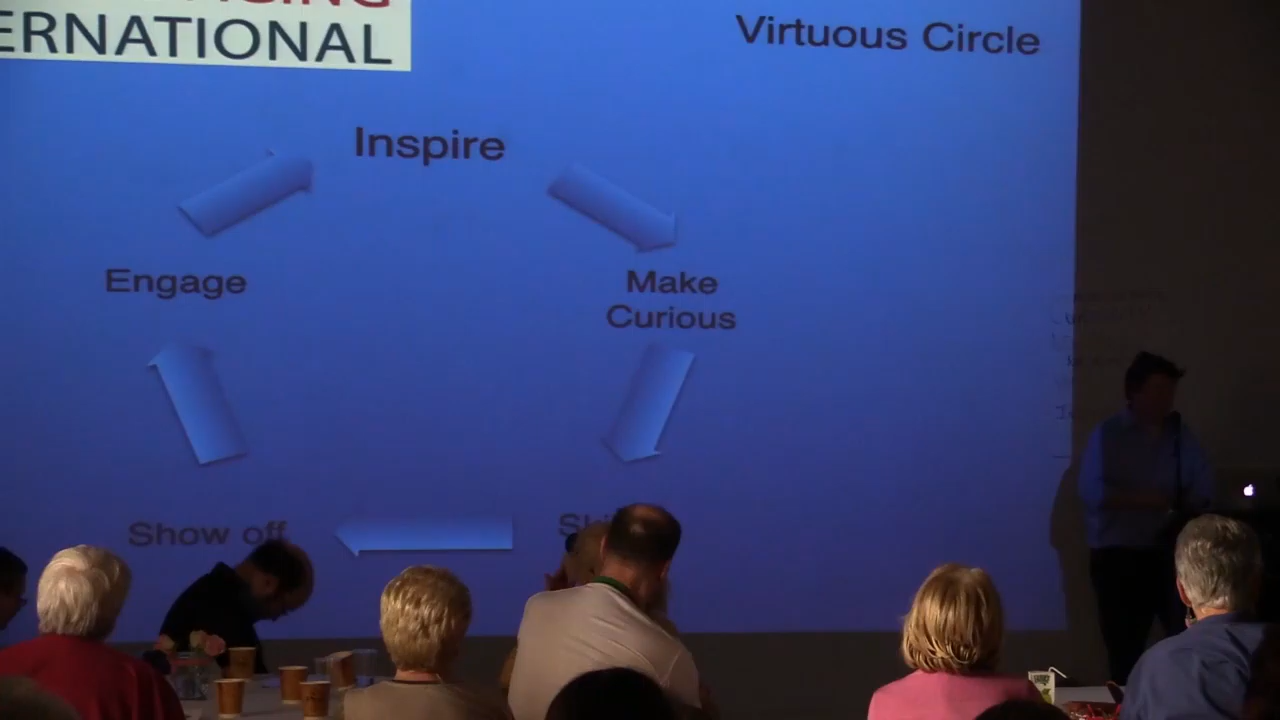 ERNATIONAL
Virtuous Circle
Inspire
Engage
Make
Curious
Show off